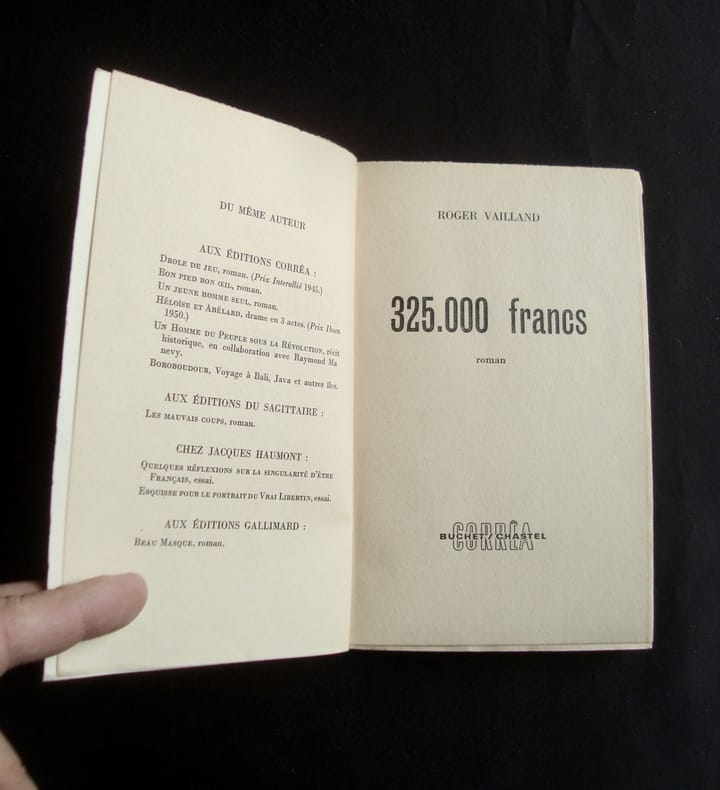 DU MÊME AUTEUR
AUX ÉDITIONS CORRÊA :
DROLE DE JEU, roman. (Prix Interallié 1945.)
BON PIED BON ŒIL, roman.
UN JEUNE HOMME SEUL, roman.
HÉLOÏSE ET ABÉLARD, drame en 3 actes. (Prix Ibsen
1950.)
UN HOMME DU PEUPLE SOUS LA RÉVOLUTION, récit
historique, en collaboration avec Raymond Ma
nevy.
BOROBOUDOUR, Voyage à Bali, Java et autres îles.
AUX ÉDITIONS DU SAGITTAIRE :
LES MAUVAIS COUPS, roman.
CHEZ JACQUES HAUMONT :
QUELQUES RÉFLEXIONS SUR LA SINGULARITÉ D'ÊTRE
FRANÇAIS, essai.
ESQUISSE POUR LE PORTRAIT DU VRAI LIBERTIN, essai.
AUX ÉDITIONS GALLIMARD :
BEAU MASQUE, roman.
ROGER VAILLAND
325.000 francs
roman
CORRÊA
BUCHET / CHASTEL